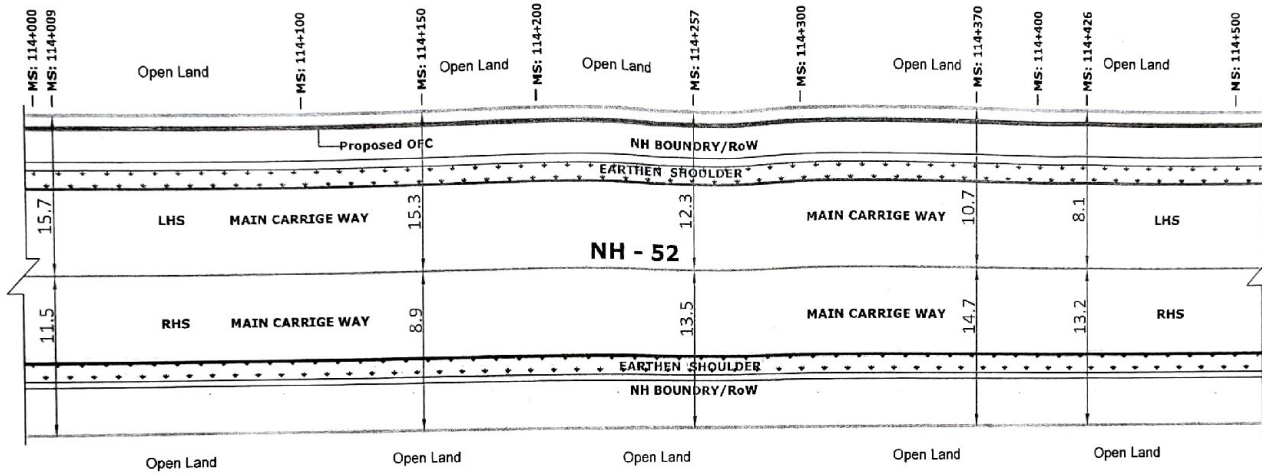 MS: 114+000
MS: 114+009
MS: 114+100
MS: 114+150
MS: 114+200
MS: 114+257
MS: 114+300
MS: 114+370
MS: 114+400
MS: 114+426
MS: 114+500
Open Land
Open Land
Open Land
Open Land
Open Land
Proposed OFC
NH BOUNDRY/RoW
EARTHEN SHOULDER
15.7
LHS
MAIN CARRIGE WAY
15.3
12.3
MAIN CARRIGE WAY
10.7
8.1
LHS
NH - 52
11.5
RHS
MAIN CARRIGE WAY
8.9
13.5
MAIN CARRIGE WAY
14.7
13.2
RHS
EARTHEN SHOULDER
NH BOUNDRY/RoW
Open Land
Open Land
Open Land
Open Land
Open Land